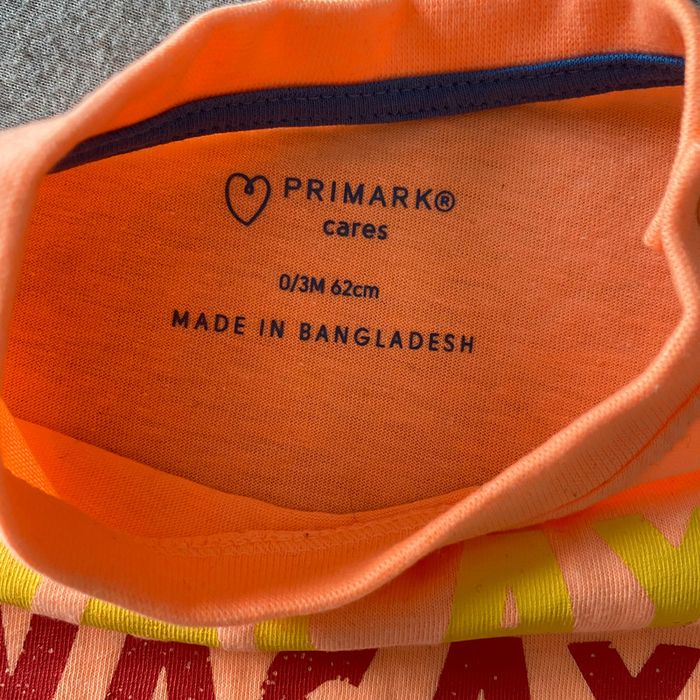 PRIMARK®
cares
0/3M 62cm
MADE IN BANGLADESH